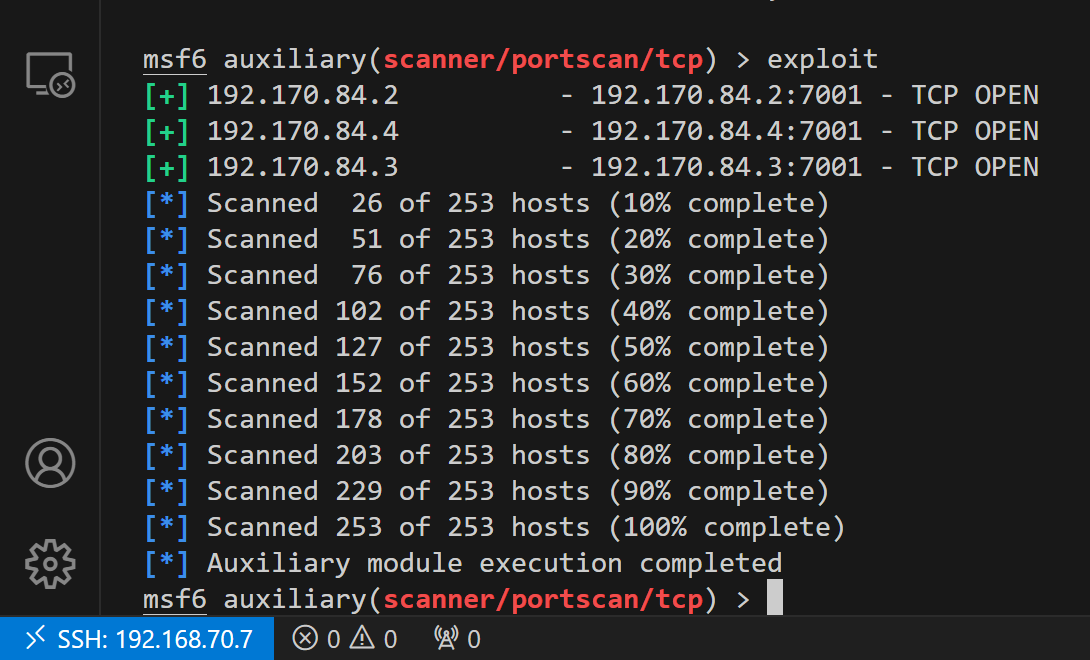 msf6 auxiliary(scanner/portscan/tcp) > exploit
[+] 192.170.84.2          - 192.170.84.2:7001 - TCP OPEN
[+] 192.170.84.4          - 192.170.84.4:7001 - TCP OPEN
[+] 192.170.84.3          - 192.170.84.3:7001 - TCP OPEN
[*] Scanned  26 of 253 hosts (10% complete)
[*] Scanned  51 of 253 hosts (20% complete)
[*] Scanned  76 of 253 hosts (30% complete)
[*] Scanned 102 of 253 hosts (40% complete)
[*] Scanned 127 of 253 hosts (50% complete)
[*] Scanned 152 of 253 hosts (60% complete)
[*] Scanned 178 of 253 hosts (70% complete)
[*] Scanned 203 of 253 hosts (80% complete)
[*] Scanned 229 of 253 hosts (90% complete)
[*] Scanned 253 of 253 hosts (100% complete)
[*] Auxiliary module execution completed
msf6 auxiliary(scanner/portscan/tcp) >
SSH: 192.168.70.7 0 0 0